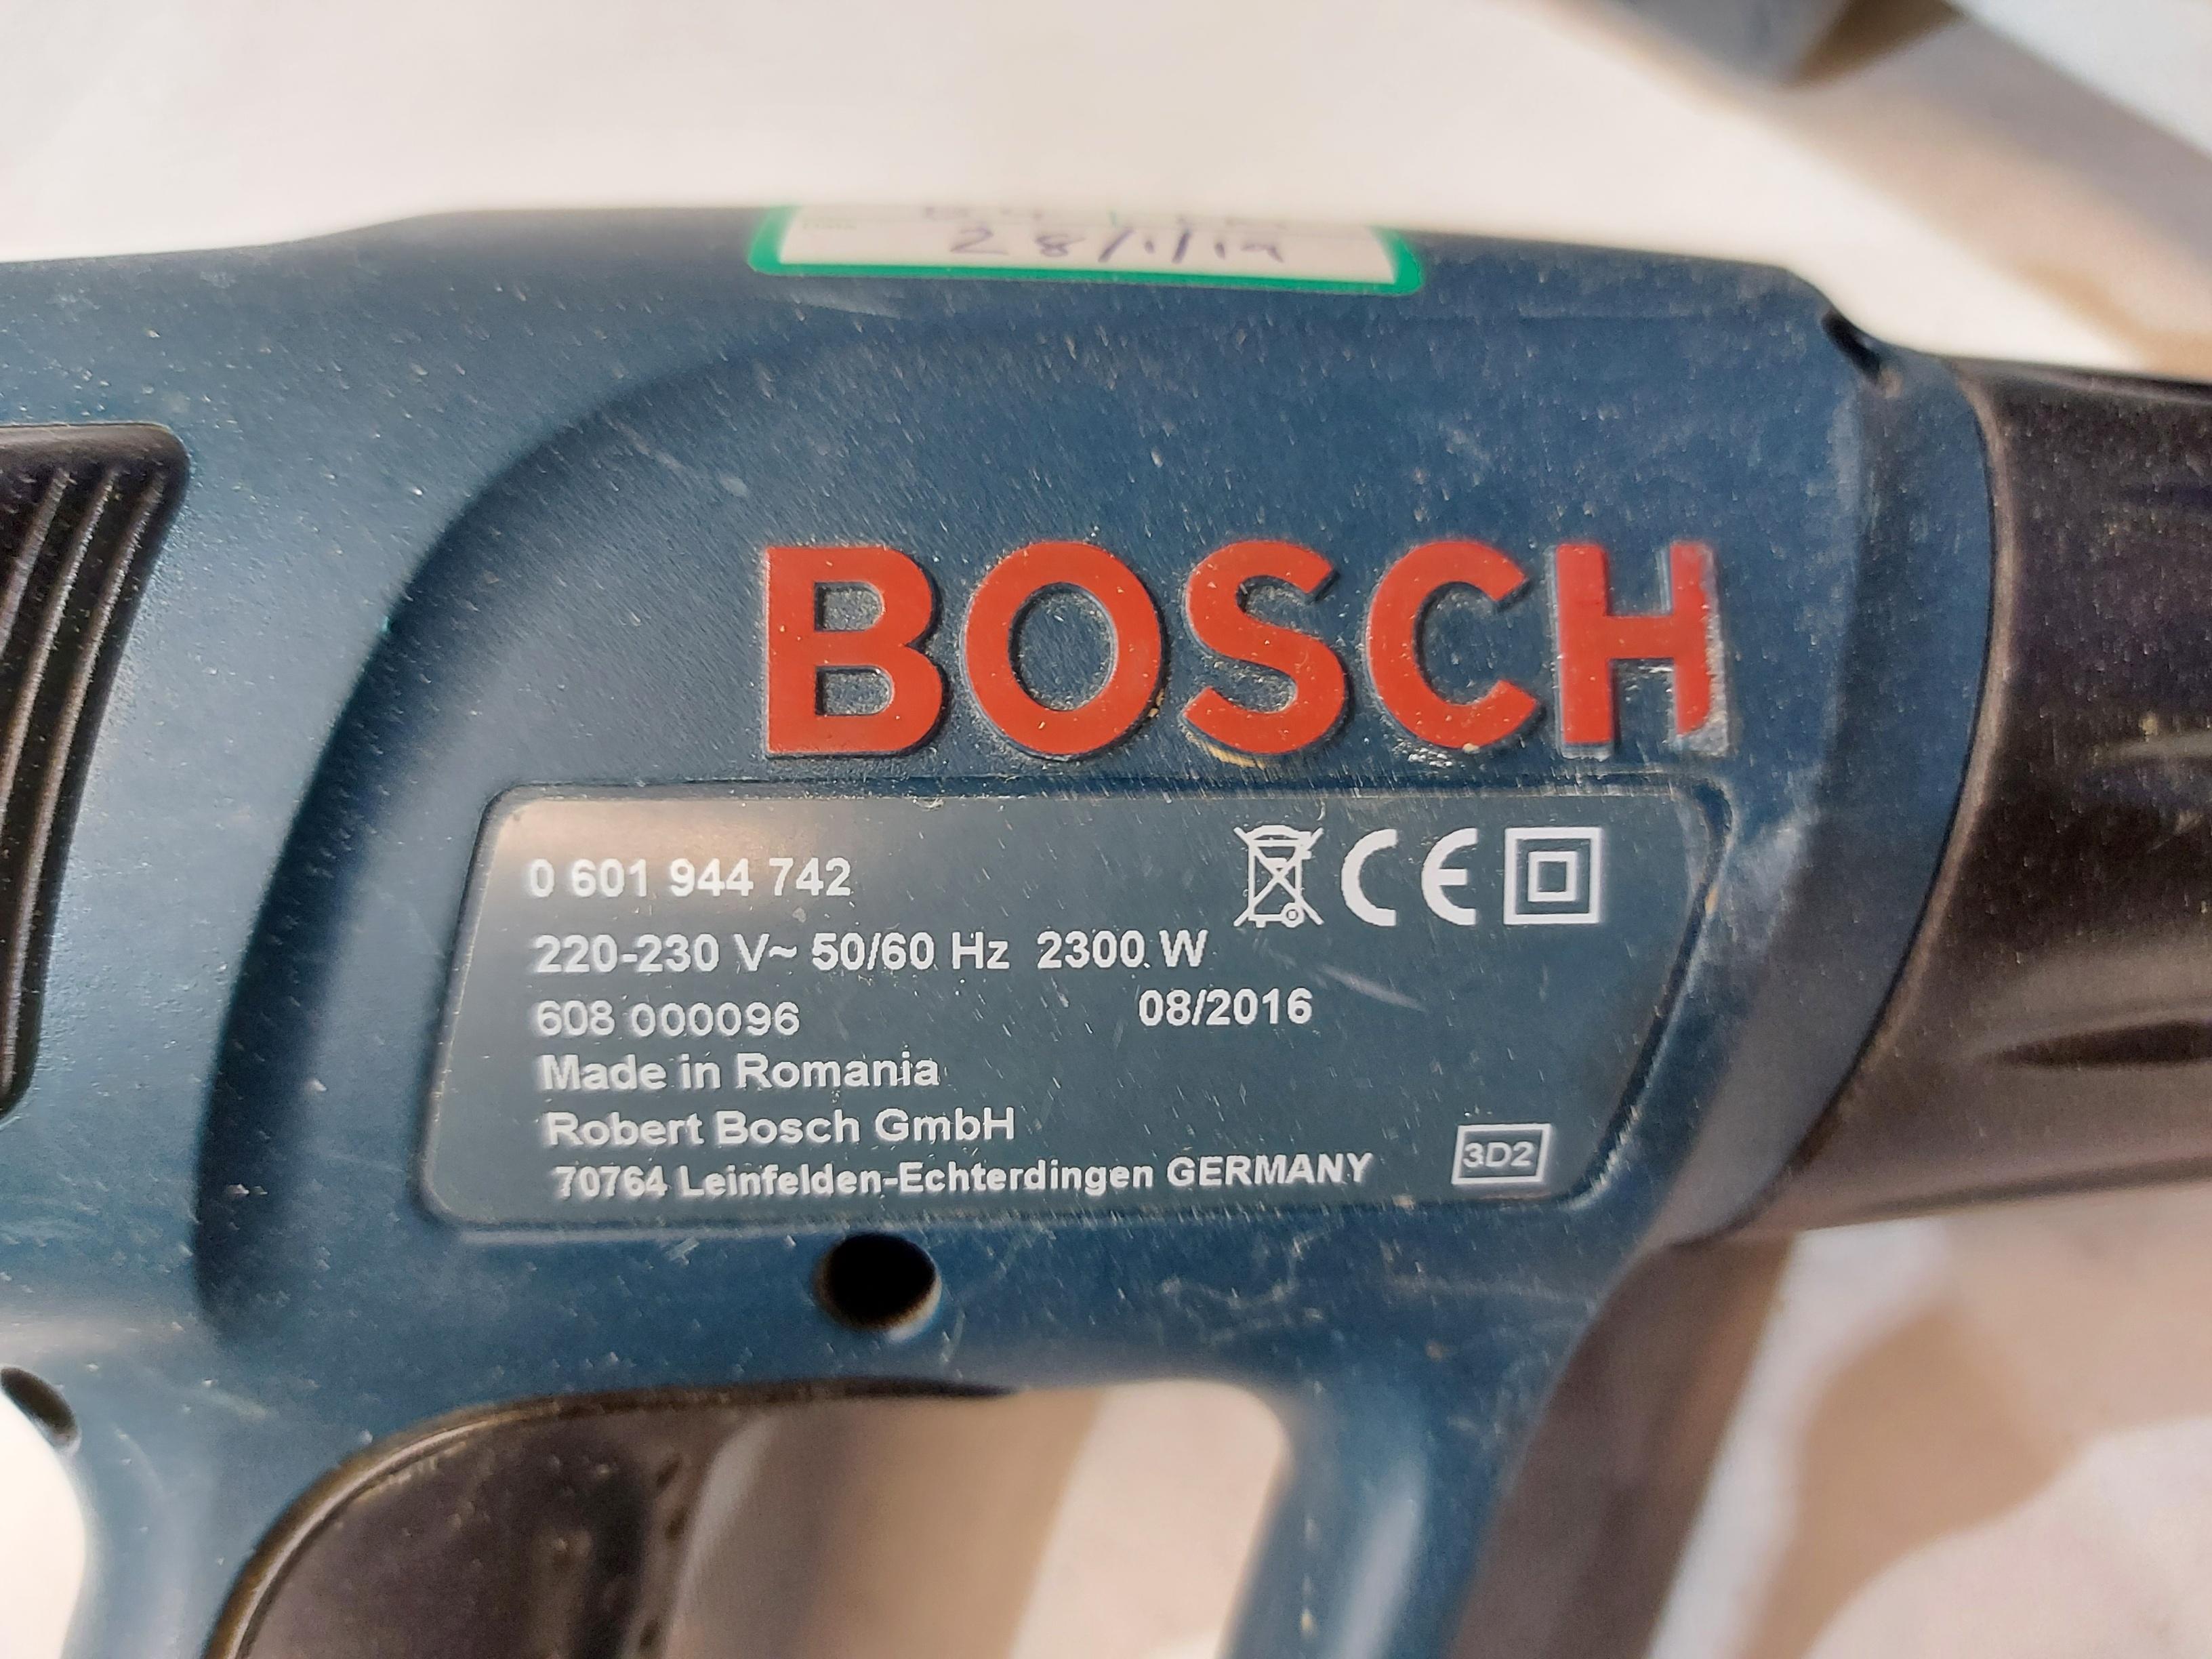 28/1/19
BOSCH
0 601 944 742
CE
220-230 V~ 50/60 Hz 2300 W
608 000096 08/2016
Made in Romania
Robert Bosch GmbH
70764 Leinfelden-Echterdingen GERMANY
3D2